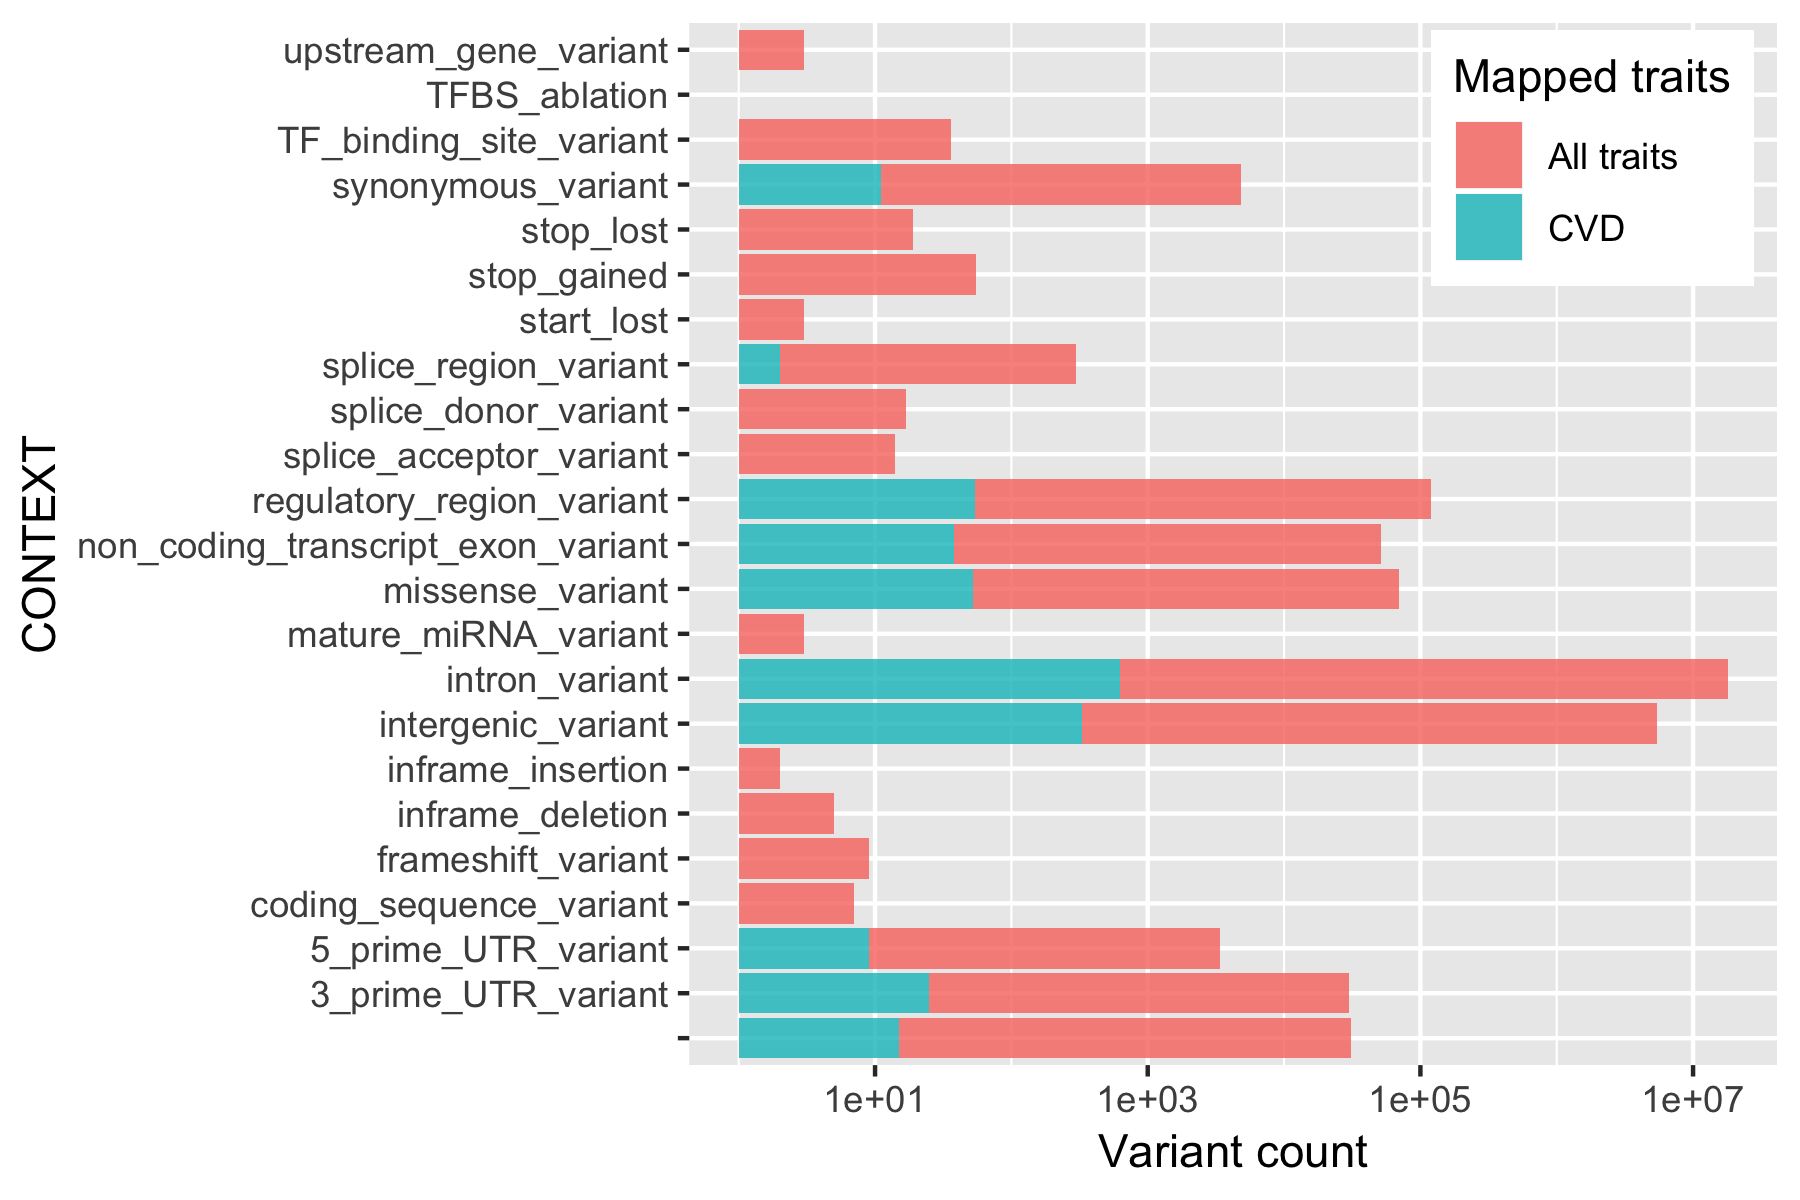 upstream_gene_variant
TFBS_ablation
TF_binding_site_variant
synonymous_variant
stop_lost
stop_gained
start_lost
splice_region_variant
splice_donor_variant
splice_acceptor_variant
regulatory_region_variant
non_coding_transcript_exon_variant
missense_variant
mature_miRNA_variant
intron_variant
intergenic_variant
inframe_insertion
inframe_deletion
frameshift_variant
coding_sequence_variant
5_prime_UTR_variant
3_prime_UTR_variant
CONTEXT
Mapped traits
All traits
CVD
1e+01 1e+03 1e+05 1e+07
Variant count